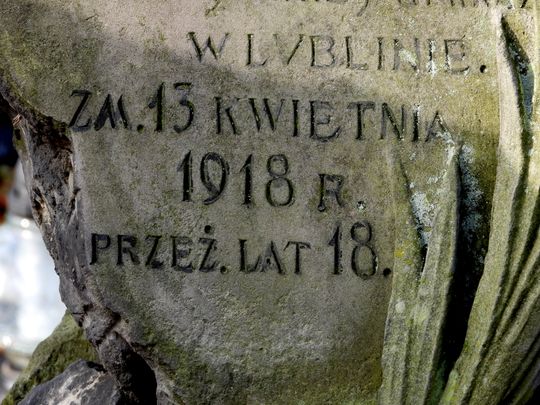 W LVBLINIE.
ZM. 13 KWIETNIA
1918 R.
PRZEŻ. LAT 18.